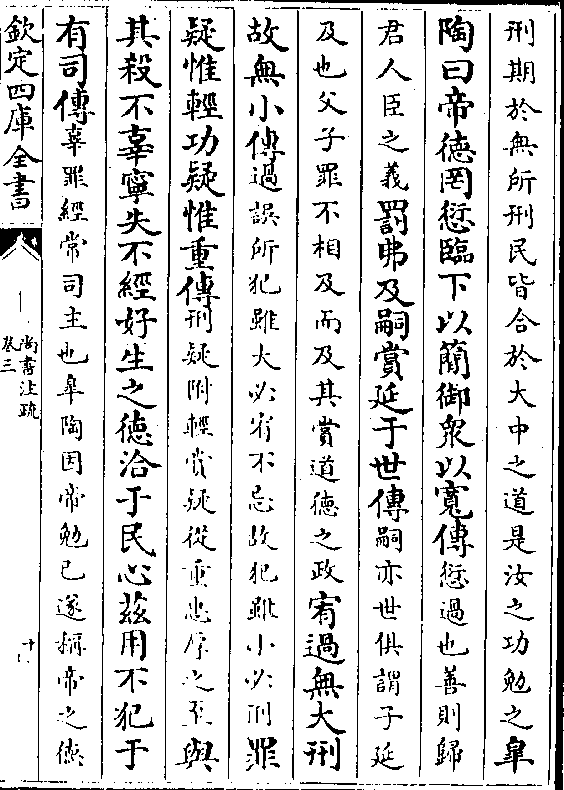 刑期於無所刑民皆合於大中之道是汝之功勉之臯
陶曰帝德罔愆臨下以簡御衆以寛傳愆過也善則歸
君人臣之義罰弗及嗣賞延于世傳嗣亦世俱謂子延
及也父子罪不相及而及其賞道德之政宥過無大刑
故無小傳過誤所犯雖大必宥不忌故犯雖小必刑罪
疑惟輕功疑惟重傳刑疑附輕賞疑從重忠厚之至與
其殺不辜寧失不經好生之德洽于民心兹用不犯于
有司傳辜罪經常司主也臯陶因帝勉己遂稱帝之德
欽定四庫全書
尚書注疏
卷三